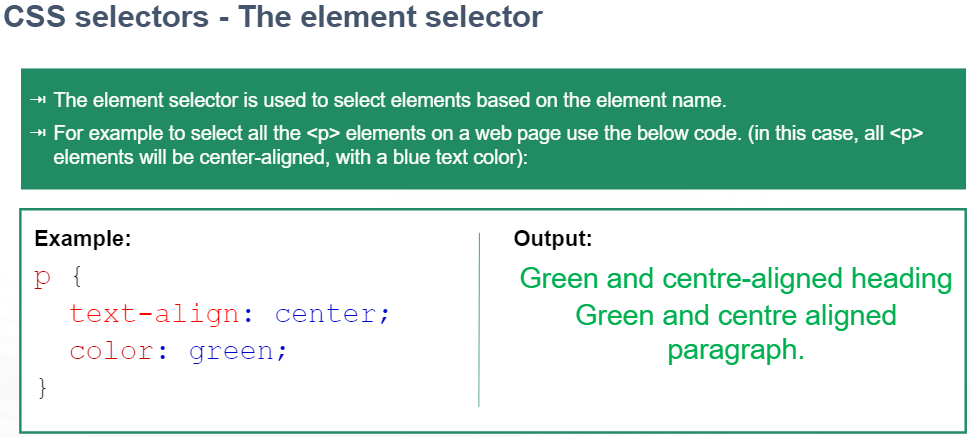 CSS selectors - The element selector
The element selector is used to select elements based on the element name.
For example to select all the <p> elements on a web page use the below code. (in this case, all <p>
elements will be center-aligned, with a blue text color):
Example:
p {
  text-align: center;
  color: green;
}
Output:
Green and centre-aligned heading
Green and centre aligned
paragraph.